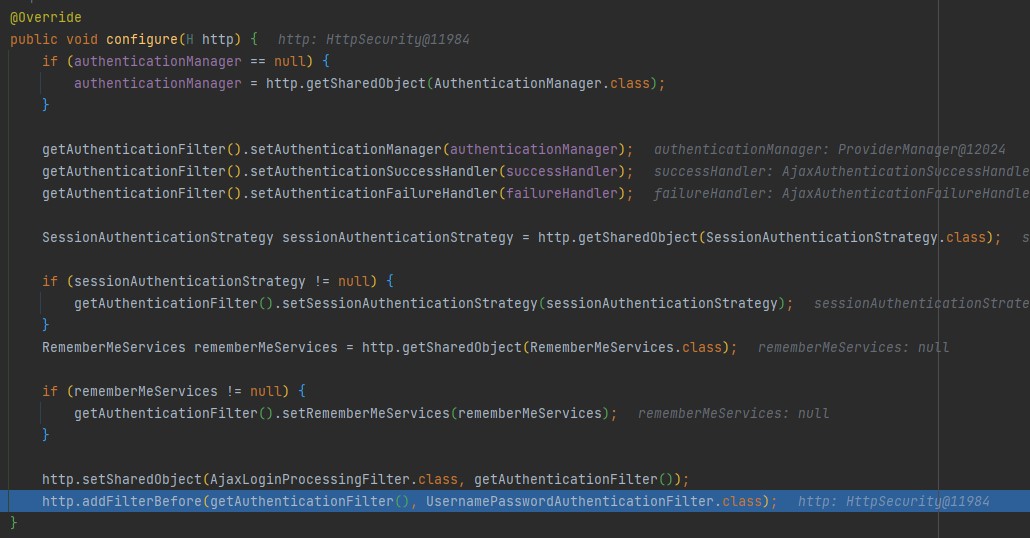 @Override
public void configure(H http) {   http: HttpSecurity@11984
    if (authenticationManager == null) {
        authenticationManager = http.getSharedObject(AuthenticationManager.class);
    }
    getAuthenticationFilter().setAuthenticationManager(authenticationManager);   authenticationManager: ProviderManager@12024
    getAuthenticationFilter().setAuthenticationSuccessHandler(successHandler);   successHandler: AjaxAuthenticationSuccessHandle
    getAuthenticationFilter().setAuthenticationFailureHandler(failureHandler);   failureHandler: AjaxAuthenticationFailureHandle
    SessionAuthenticationStrategy sessionAuthenticationStrategy = http.getSharedObject(SessionAuthenticationStrategy.class);   s
    if (sessionAuthenticationStrategy != null) {
        getAuthenticationFilter().setSessionAuthenticationStrategy(sessionAuthenticationStrategy);   sessionAuthenticationStrate
    }
    RememberMeServices rememberMeServices = http.getSharedObject(RememberMeServices.class);   rememberMeServices: null
    if (rememberMeServices != null) {
        getAuthenticationFilter().setRememberMeServices(rememberMeServices);   rememberMeServices: null
    }
    http.setSharedObject(AjaxLoginProcessingFilter.class, getAuthenticationFilter());
    http.addFilterBefore(getAuthenticationFilter(), UsernamePasswordAuthenticationFilter.class);   http: HttpSecurity@11984
}